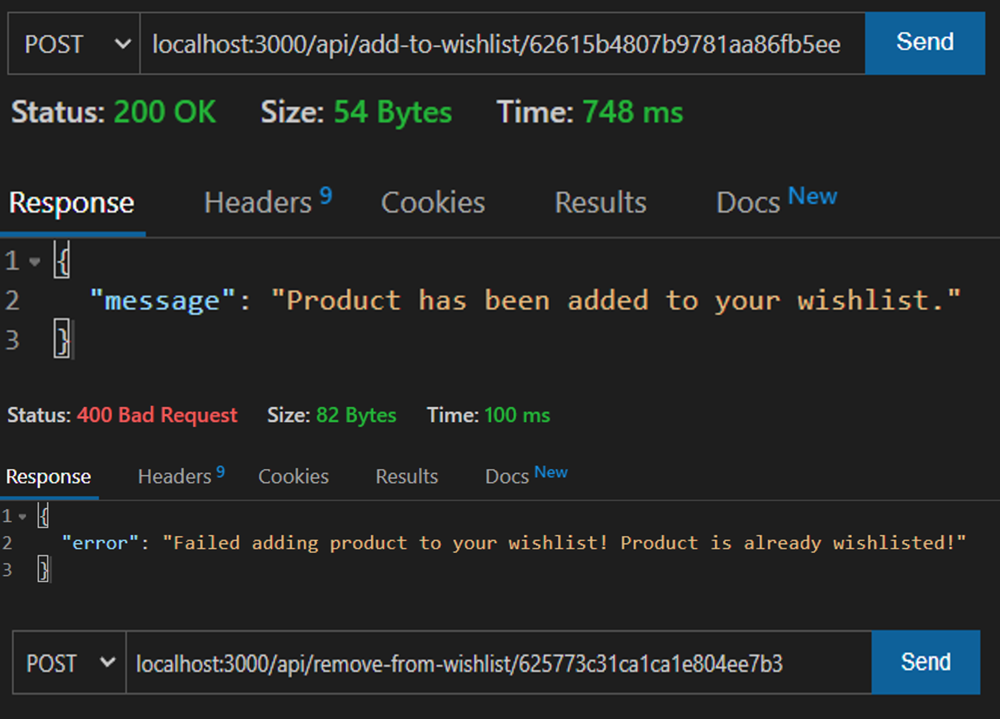 POST localhost:3000/api/add-to-wishlist/62615b4807b9781aa86fb5ee Send
Status: 200 OK Size: 54 Bytes Time: 748 ms
Response Headers 9 Cookies Results Docs New
1 {
2 "message": "Product has been added to your wishlist."
3 }
Status: 400 Bad Request Size: 82 Bytes Time: 100 ms
Response Headers 9 Cookies Results Docs New
1 {
2 "error": "Failed adding product to your wishlist! Product is already wishlisted!"
3 }
POST localhost:3000/api/remove-from-wishlist/625773c31ca1ca1e804ee7b3 Send